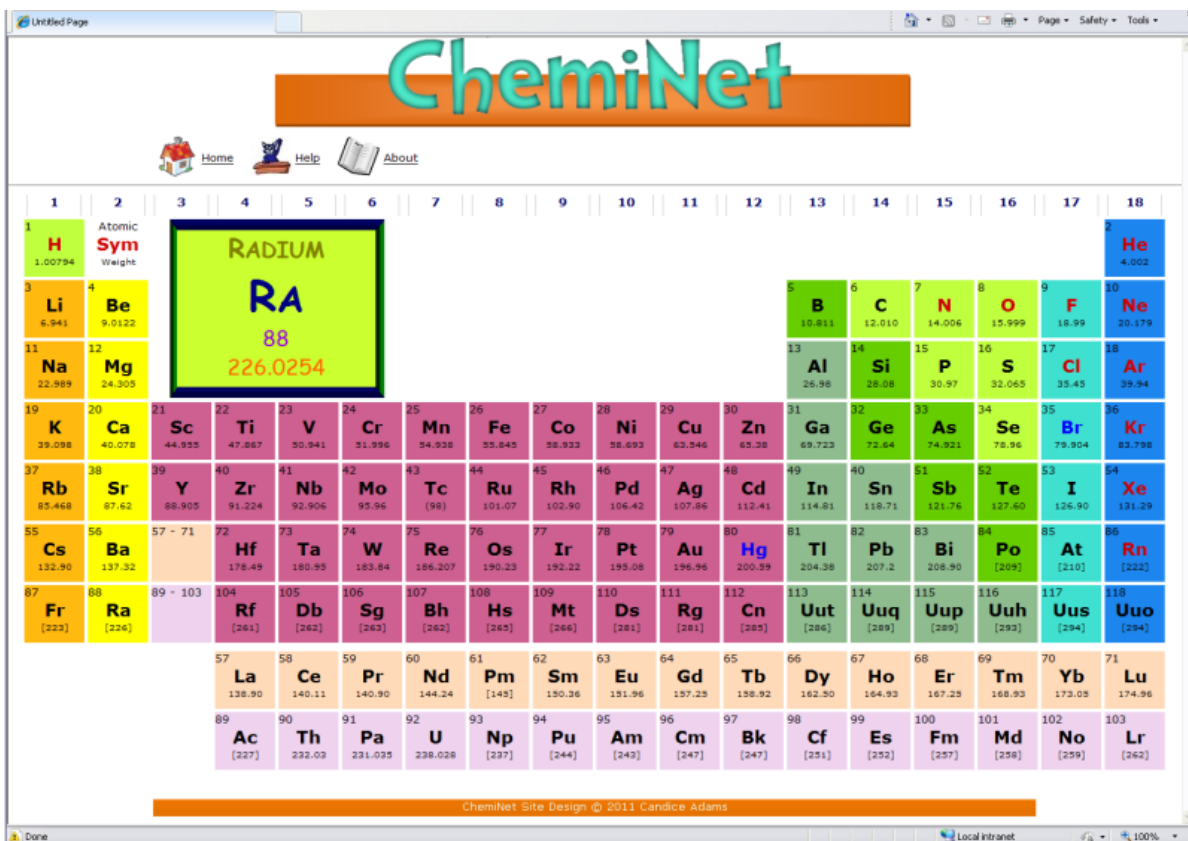 Untitled Page
Page Safety Tools
ChemiNet
Home Help About
1 2 3 4 5 6 7 8 9 10 11 12 13 14 15 16 17 18
1 Atomic 2
H Sym He
1.00794 Weight 4.002
RADIUM
RA
88
226.0254
3 4 5 6 7 8 9 10
Li Be B C N O F Ne
6.941 9.0122 10.811 12.010 14.006 15.999 18.99 20.179
11 12 13 14 15 16 17 18
Na Mg Al Si P S Cl Ar
22.989 24.305 26.98 28.08 30.97 32.065 35.45 39.94
19 20 21 22 23 24 25 26 27 28 29 30 31 32 33 34 35 36
K Ca Sc Ti V Cr Mn Fe Co Ni Cu Zn Ga Ge As Se Br Kr
39.098 40.078 44.955 47.867 50.941 51.996 54.938 55.845 58.933 58.693 63.546 65.38 69.723 72.64 74.921 78.96 79.904 83.798
37 38 39 40 41 42 43 44 45 46 47 48 49 40 51 52 53 54
Rb Sr Y Zr Nb Mo Tc Ru Rh Pd Ag Cd In Sn Sb Te I Xe
85.468 87.62 88.905 91.224 92.906 95.96 (98) 101.07 102.90 106.42 107.86 112.41 114.81 118.71 121.76 127.60 126.90 131.29
55 56 57 - 71 72 73 74 75 76 77 78 79 80 81 82 83 84 85 86
Cs Ba Hf Ta W Re Os Ir Pt Au Hg Tl Pb Bi Po At Rn
132.90 137.32 178.49 180.95 183.84 186.207 190.23 192.22 195.08 196.96 200.59 204.38 207.2 208.90 [209] [210] [222]
87 88 89 - 103 104 105 106 107 108 109 110 111 112 113 114 115 116 117 118
Fr Ra Rf Db Sg Bh Hs Mt Ds Rg Cn Uut Uuq Uup Uuh Uus Uuo
[223] [226] [261] [262] [263] [262] [265] [266] [281] [281] [285] [286] [289] [289] [293] [294] [294]
57 58 59 60 61 62 63 64 65 66 67 68 69 70 71
La Ce Pr Nd Pm Sm Eu Gd Tb Dy Ho Er Tm Yb Lu
138.90 140.11 140.90 144.24 [145] 150.36 151.96 157.25 158.92 162.50 164.93 167.25 168.93 173.05 174.96
89 90 91 92 93 94 95 96 97 98 99 100 101 102 103
Ac Th Pa U Np Pu Am Cm Bk Cf Es Fm Md No Lr
[227] 232.03 231.035 238.028 [237] [244] [243] [247] [247] [251] [252] [257] [258] [259] [262]
ChemiNet Site Design © 2011 Candice Adams
Done Local intranet 100%